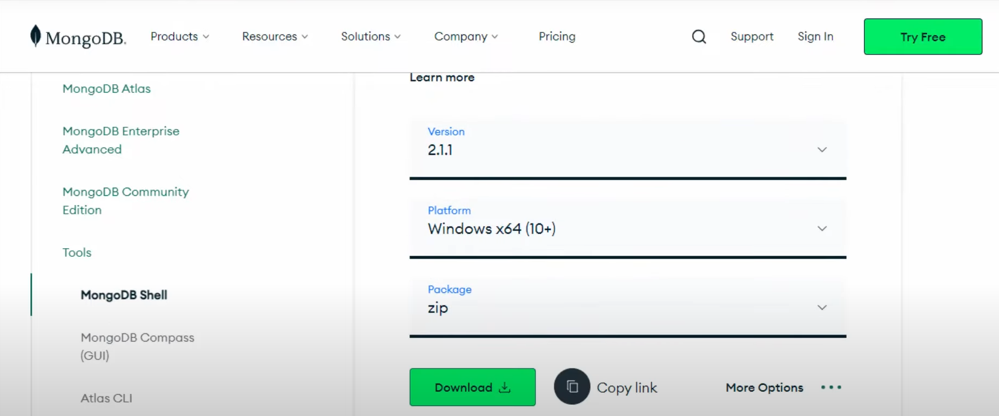 MongoDB.
Products
Resources
Solutions
Company
Pricing
Support
Sign In
Try Free
MongoDB Atlas
MongoDB Enterprise
Advanced
MongoDB Community
Edition
Tools
MongoDB Shell
MongoDB Compass
(GUI)
Atlas CLI
Learn more
Version
2.1.1
Platform
Windows x64 (10+)
Package
zip
Download
Copy link
More Options